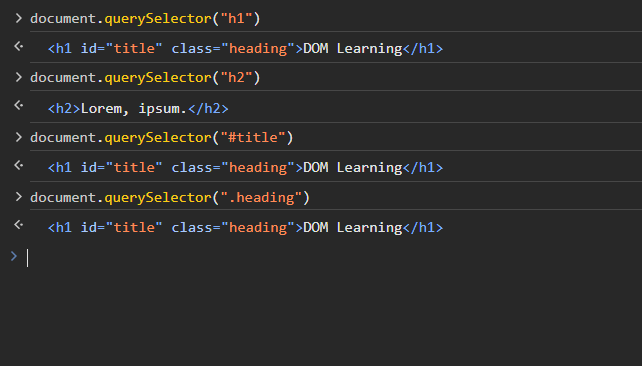 document.querySelector("h1")
<h1 id="title" class="heading">DOM Learning</h1>
document.querySelector("h2")
<h2>Lorem, ipsum.</h2>
document.querySelector("#title")
<h1 id="title" class="heading">DOM Learning</h1>
document.querySelector(".heading")
<h1 id="title" class="heading">DOM Learning</h1>